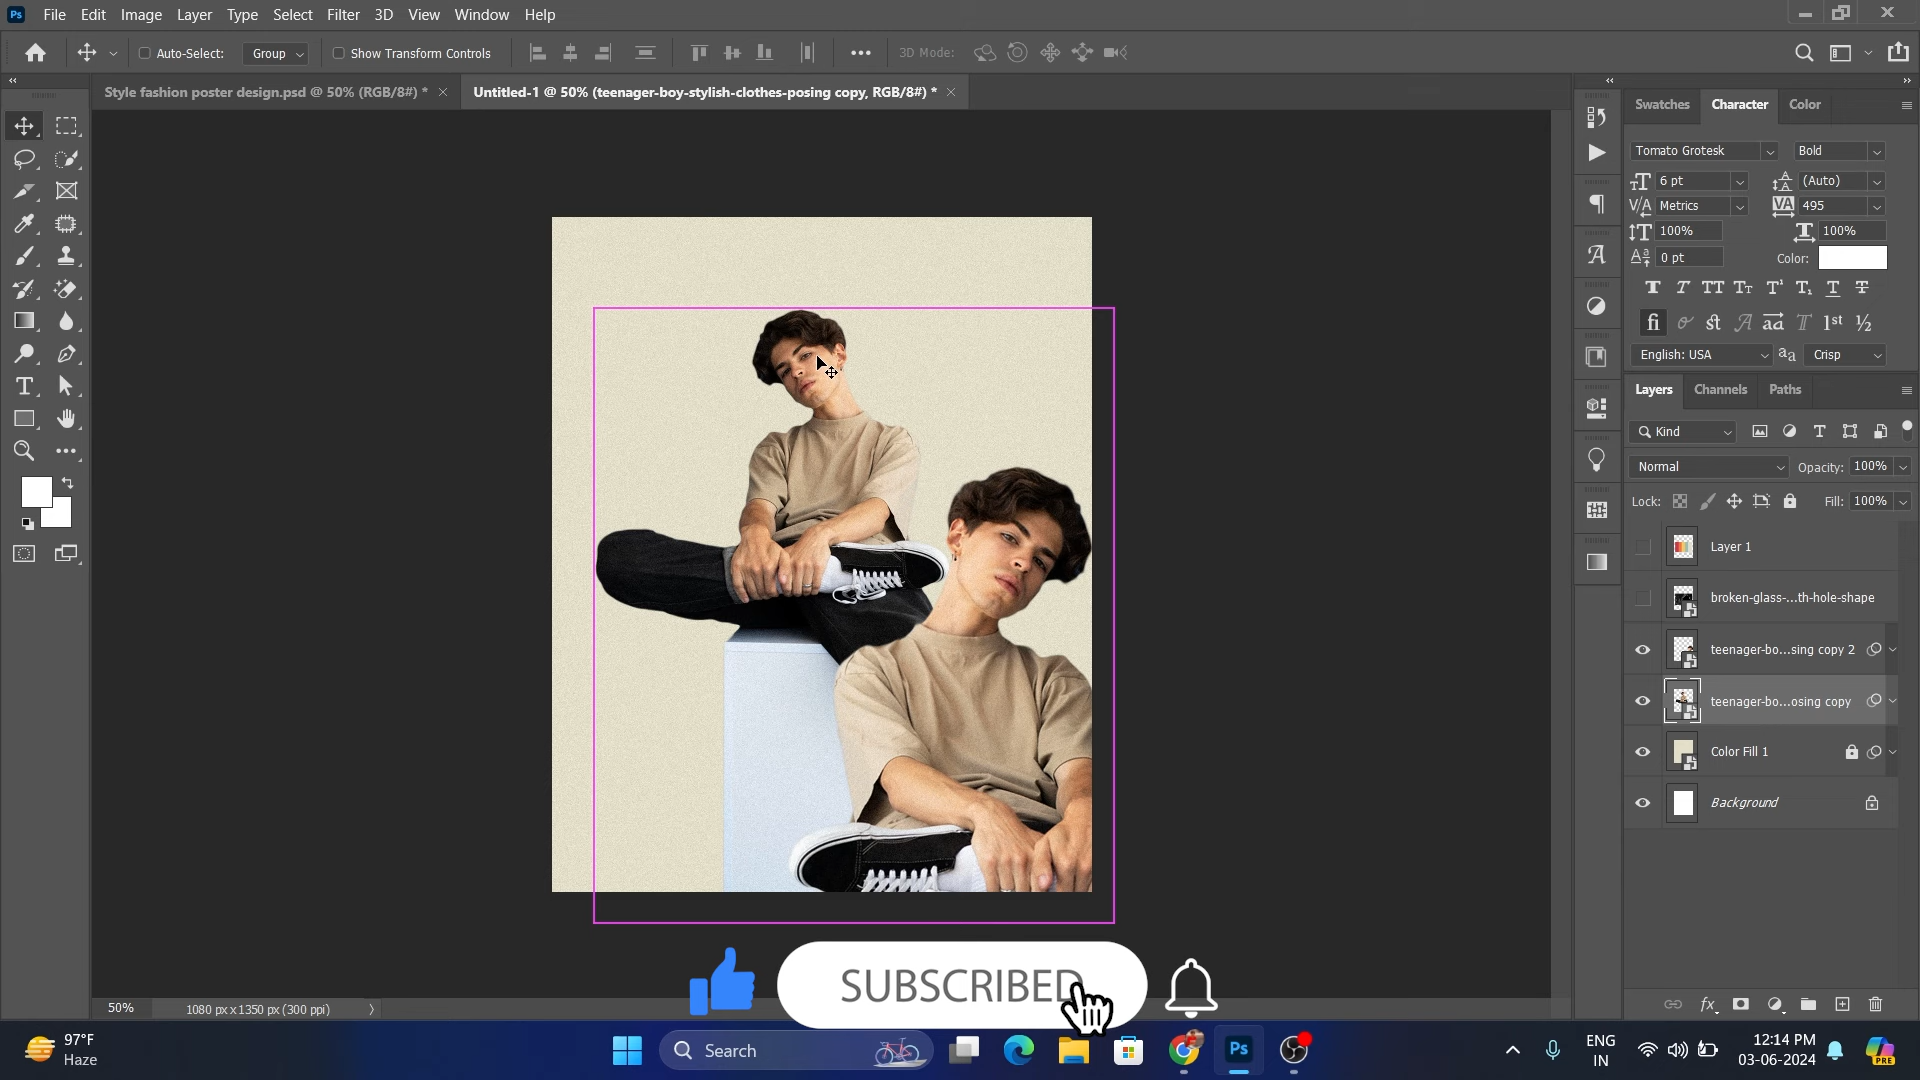 Ps File Edit Image Layer Type Select Filter 3D View Window Help
Auto-Select: Group Show Transform Controls 3D Mode:
Style fashion poster design.psd @ 50% (RGB/8#) * Untitled-1 @ 50% (teenager-boy-stylish-clothes-posing copy, RGB/8#) *
Swatches Character Color
Tomato Grotesk Bold
6 pt (Auto)
Metrics 495
100% 100%
0 pt Color:
English: USA aa Crisp
Layers Channels Paths
Kind
Normal Opacity: 100%
Lock: Fill: 100%
Layer 1
broken-glass-...th-hole-shape
teenager-bo...sing copy 2
teenager-bo...osing copy
Color Fill 1
Background
SUBSCRIBED
50% 1080 px x 1350 px (300 ppi)
97°F
Haze
Search
Ps
ENG
IN
12:14 PM
03-06-2024
PRE